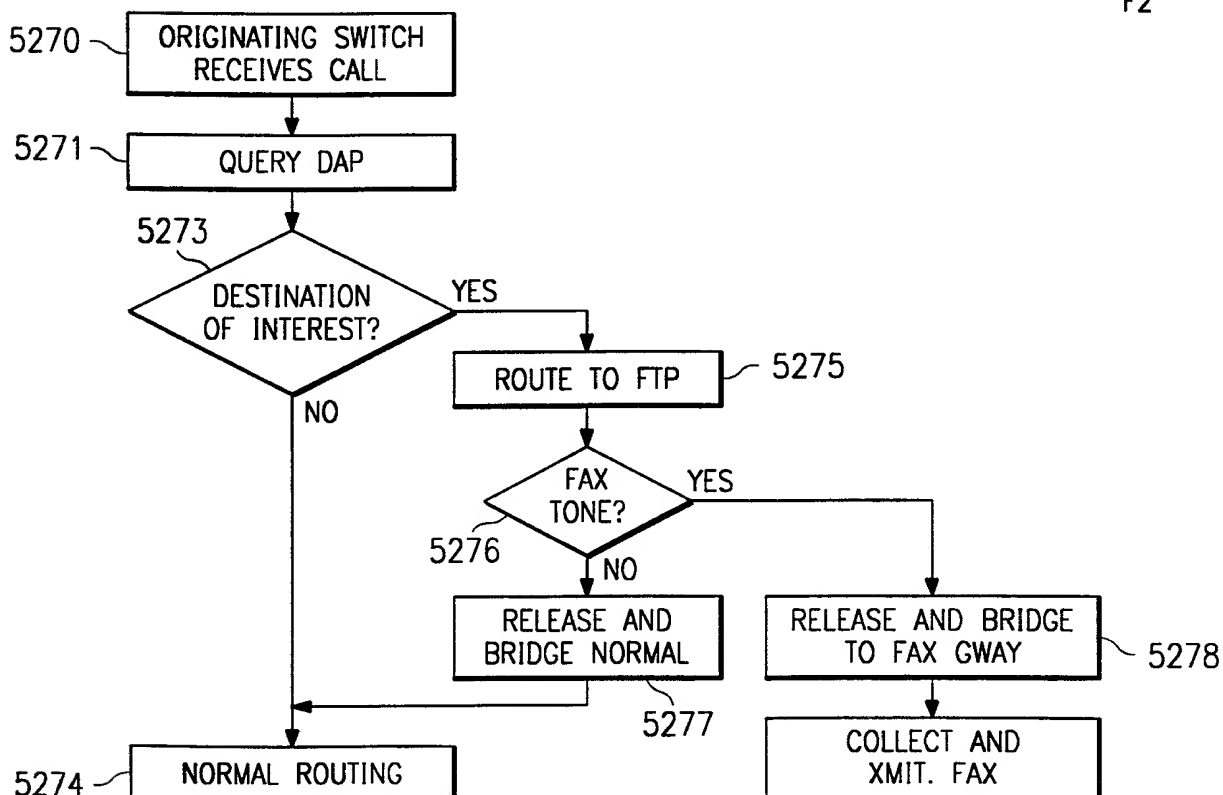 F2
5270
ORIGINATING SWITCH
RECEIVES CALL
5271
QUERY DAP
5273
DESTINATION
OF INTEREST?
YES
NO
ROUTE TO FTP
5275
FAX
TONE?
YES
5276
NO
RELEASE AND
BRIDGE NORMAL
5277
RELEASE AND BRIDGE
TO FAX GWAY
5278
5274
NORMAL ROUTING
COLLECT AND
XMIT. FAX